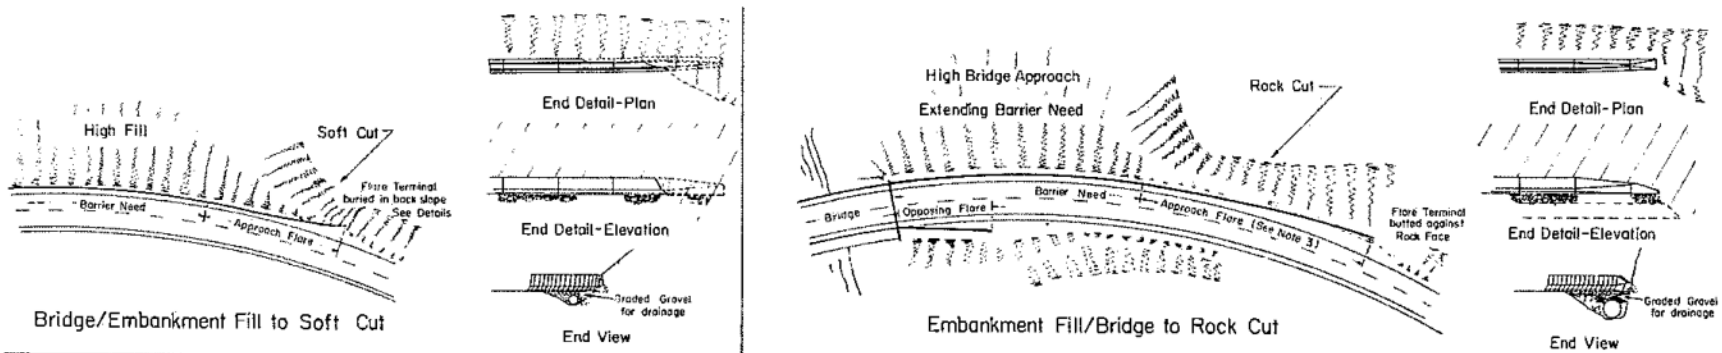 High Fill
Soft Cut
Barrier Need
Approach Flare
Flare Terminal
buried in back slope
See Details
Bridge/Embankment Fill to Soft Cut
End Detail-Plan
End Detail-Elevation
Graded Gravel
for drainage
End View
High Bridge Approach
Extending Barrier Need
Rock Cut
Bridge
Opposing Flare
Barrier Need
Approach Flare (See Note 3)
Flare Terminal
butted against
Rock Face
Embankment Fill/Bridge to Rock Cut
End Detail-Plan
End Detail-Elevation
Graded Gravel
for drainage
End View